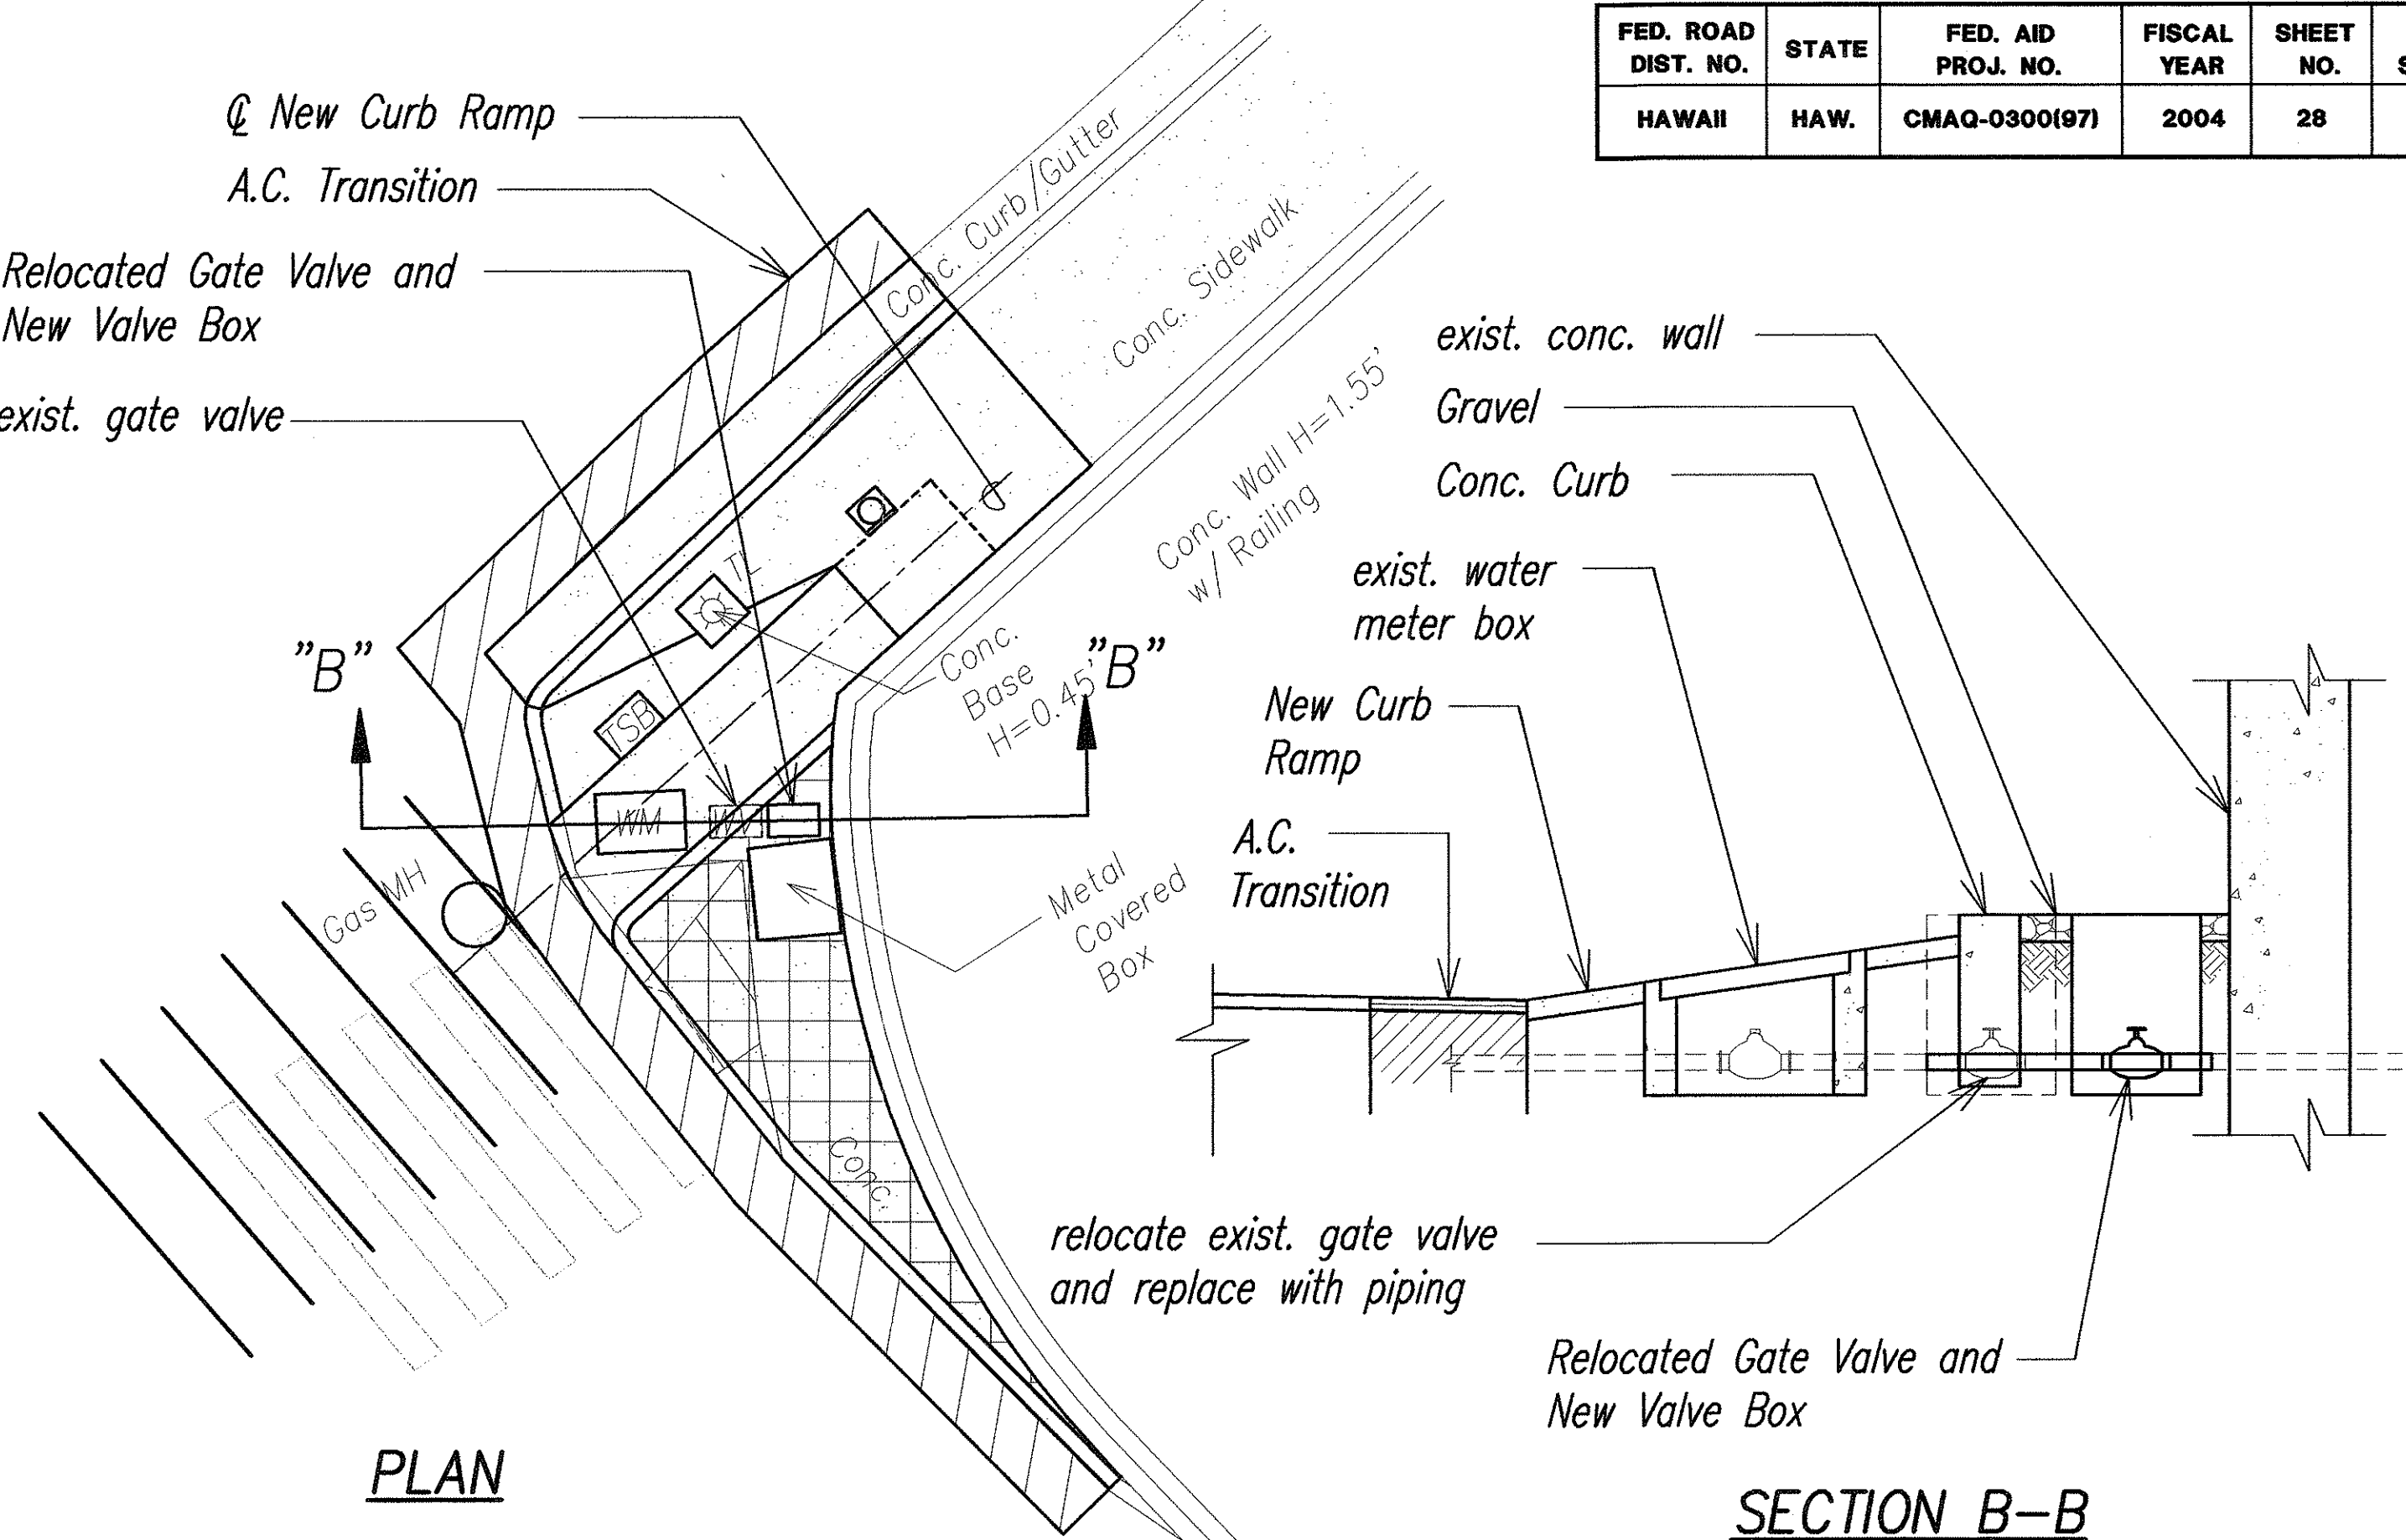 FED. ROAD DIST. NO.
STATE
FED. AID PROJ. NO.
FISCAL YEAR
SHEET NO.
HAWAII
HAW.
CMAQ-0300(97)
2004
28
℄ New Curb Ramp
A.C. Transition
Relocated Gate Valve and
New Valve Box
exist. gate valve
Conc. Curb/Gutter
Conc. Sidewalk
Conc. Wall H=1.55'
w/ Railing
TL
Conc.
Base
H=0.45'
"B"
"B"
TSB
WM
WV
Gas MH
Metal
Covered
Box
Conc.
PLAN
exist. conc. wall
Gravel
Conc. Curb
exist. water
meter box
New Curb
Ramp
A.C.
Transition
relocate exist. gate valve
and replace with piping
Relocated Gate Valve and
New Valve Box
SECTION B-B